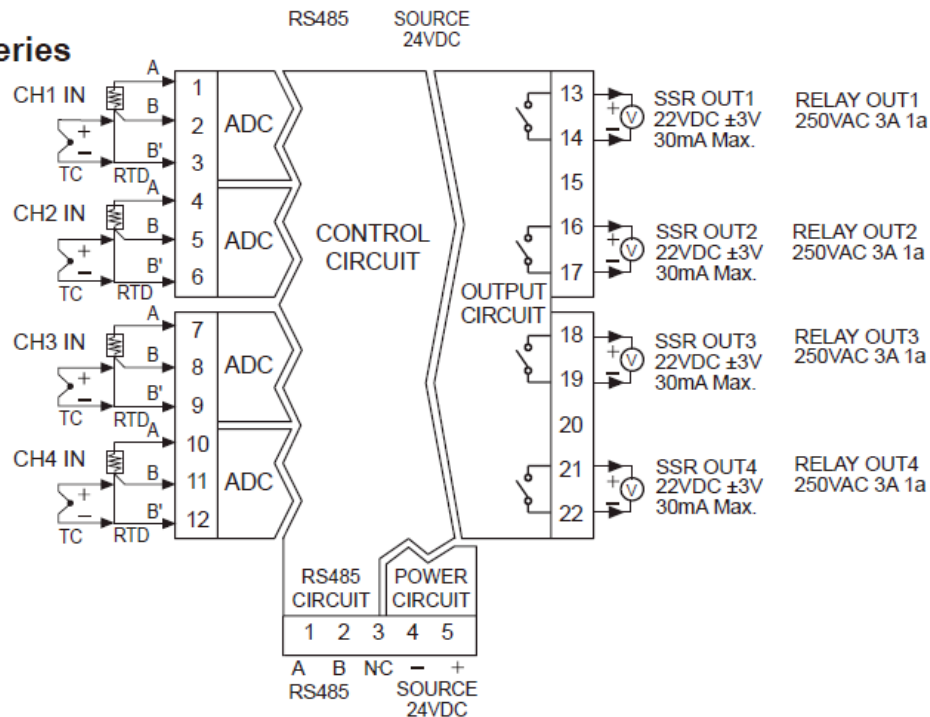 RS485 SOURCE
24VDC
eries
CH1 IN
A
B
B'
+
−
TC RTD
1
2 ADC
3
CH2 IN
A
B
B'
+
−
TC RTD
4
5 ADC
6
CH3 IN
A
B
B'
+
−
TC RTD
7
8 ADC
9
CH4 IN
A
B
B'
+
−
TC RTD
10
11 ADC
12
CONTROL
CIRCUIT
OUTPUT
CIRCUIT
13
14
15
16
17
18
19
20
21
22
+
−
V
SSR OUT1
22VDC ±3V
30mA Max.
RELAY OUT1
250VAC 3A 1a
+
−
V
SSR OUT2
22VDC ±3V
30mA Max.
RELAY OUT2
250VAC 3A 1a
+
−
V
SSR OUT3
22VDC ±3V
30mA Max.
RELAY OUT3
250VAC 3A 1a
+
−
V
SSR OUT4
22VDC ±3V
30mA Max.
RELAY OUT4
250VAC 3A 1a
RS485
CIRCUIT
POWER
CIRCUIT
1 2 3 4 5
A B N·C − +
RS485 SOURCE
24VDC